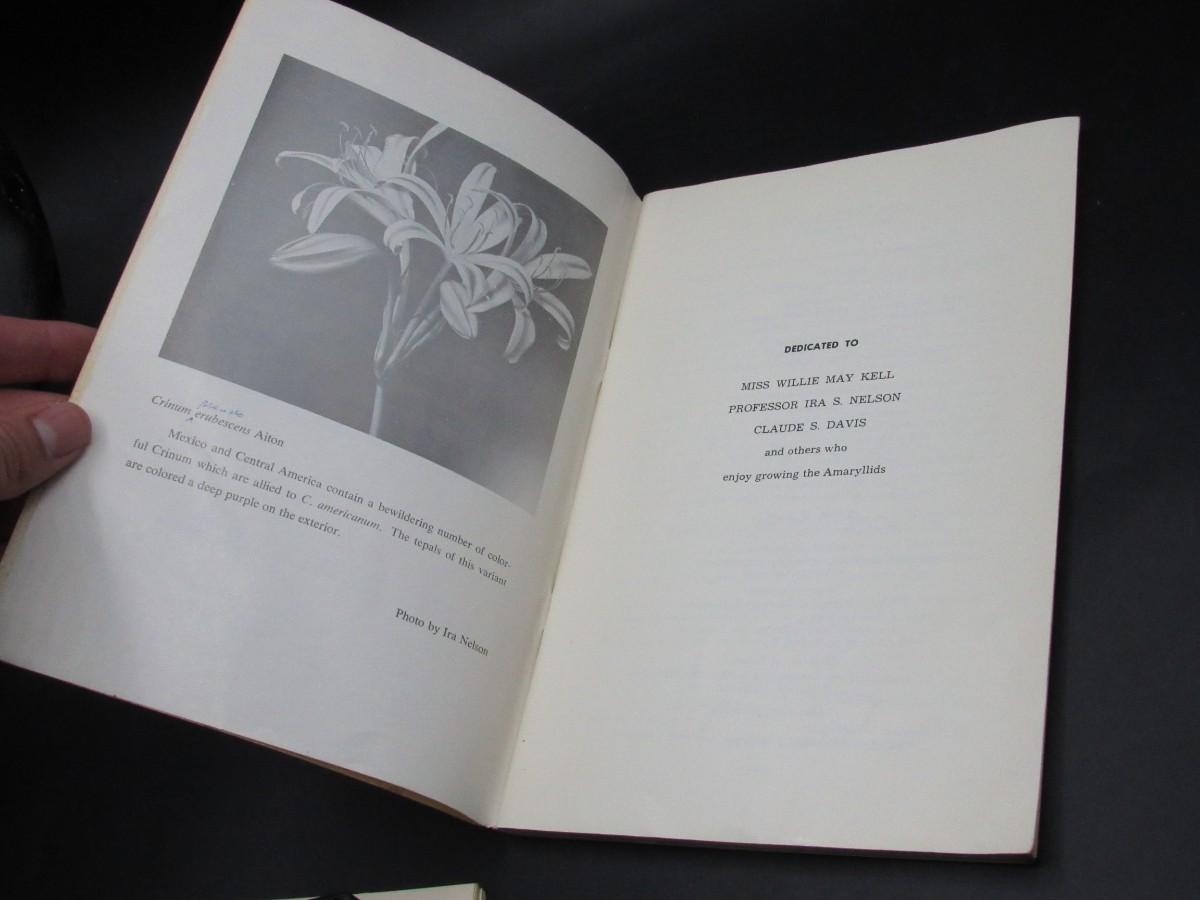 Crinum erubescens Aiton
Mexico and Central America contain a bewildering number of color-
ful Crinum which are allied to C. americanum. The tepals of this variant
are colored a deep purple on the exterior.
Photo by Ira Nelson
DEDICATED TO
MISS WILLIE MAY KELL
PROFESSOR IRA S. NELSON
CLAUDE S. DAVIS
and others who
enjoy growing the Amaryllids